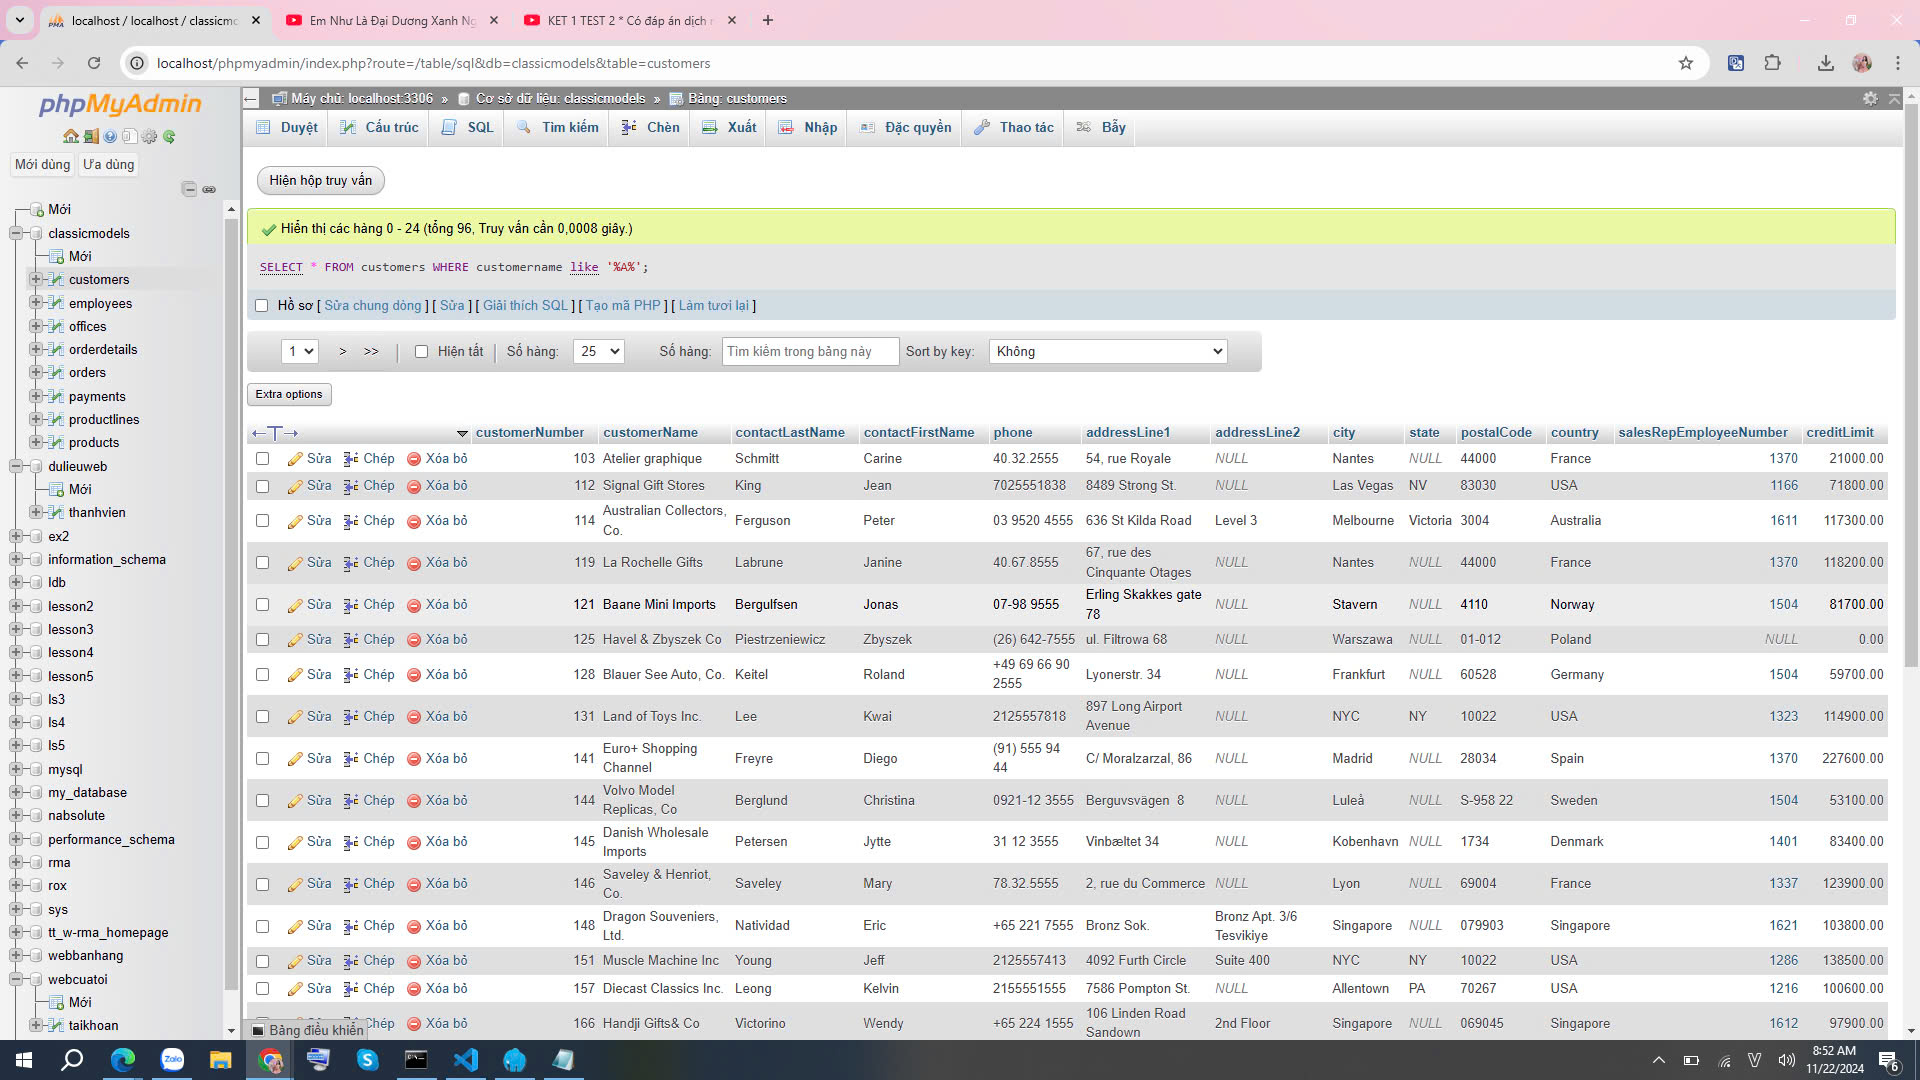 localhost / localhost / classicmo
Em Như Là Đại Dương Xanh Ng
KET 1 TEST 2 * Có đáp án dịch n
localhost/phpmyadmin/index.php?route=/table/sql&db=classicmodels&table=customers
phpMyAdmin
Mới dùng
Ưa dùng
Mới
classicmodels
Mới
customers
employees
offices
orderdetails
orders
payments
productlines
products
dulieuweb
Mới
thanhvien
ex2
information_schema
ldb
lesson2
lesson3
lesson4
lesson5
ls3
ls4
ls5
mysql
my_database
nabsolute
performance_schema
rma
rox
sys
tt_w-rma_homepage
webbanhang
webcuatoi
Mới
taikhoan
Máy chủ: localhost:3306 » Cơ sở dữ liệu: classicmodels » Bảng: customers
Duyệt Cấu trúc SQL Tìm kiếm Chèn Xuất Nhập Đặc quyền Thao tác Bẫy
Hiện hộp truy vấn
Hiển thị các hàng 0 - 24 (tổng 96, Truy vấn cần 0,0008 giây.)
SELECT * FROM customers WHERE customername like '%A%';
Hồ sơ [ Sửa chung dòng ] [ Sửa ] [ Giải thích SQL ] [ Tạo mã PHP ] [ Làm tươi lại ]
1 > >> | Hiện tất | Số hàng: 25 Số hàng: Tìm kiếm trong bảng này Sort by key: Không
Extra options
←T→ customerNumber customerName contactLastName contactFirstName phone addressLine1 addressLine2 city state postalCode country salesRepEmployeeNumber creditLimit
Sửa Chép Xóa bỏ 103 Atelier graphique Schmitt Carine 40.32.2555 54, rue Royale NULL Nantes NULL 44000 France 1370 21000.00
Sửa Chép Xóa bỏ 112 Signal Gift Stores King Jean 7025551838 8489 Strong St. NULL Las Vegas NV 83030 USA 1166 71800.00
Sửa Chép Xóa bỏ 114 Australian Collectors, Co. Ferguson Peter 03 9520 4555 636 St Kilda Road Level 3 Melbourne Victoria 3004 Australia 1611 117300.00
Sửa Chép Xóa bỏ 119 La Rochelle Gifts Labrune Janine 40.67.8555 67, rue des Cinquante Otages NULL Nantes NULL 44000 France 1370 118200.00
Sửa Chép Xóa bỏ 121 Baane Mini Imports Bergulfsen Jonas 07-98 9555 Erling Skakkes gate 78 NULL Stavern NULL 4110 Norway 1504 81700.00
Sửa Chép Xóa bỏ 125 Havel & Zbyszek Co Piestrzeniewicz Zbyszek (26) 642-7555 ul. Filtrowa 68 NULL Warszawa NULL 01-012 Poland NULL 0.00
Sửa Chép Xóa bỏ 128 Blauer See Auto, Co. Keitel Roland +49 69 66 90 2555 Lyonerstr. 34 NULL Frankfurt NULL 60528 Germany 1504 59700.00
Sửa Chép Xóa bỏ 131 Land of Toys Inc. Lee Kwai 2125557818 897 Long Airport Avenue NULL NYC NY 10022 USA 1323 114900.00
Sửa Chép Xóa bỏ 141 Euro+ Shopping Channel Freyre Diego (91) 555 94 44 C/ Moralzarzal, 86 NULL Madrid NULL 28034 Spain 1370 227600.00
Sửa Chép Xóa bỏ 144 Volvo Model Replicas, Co Berglund Christina 0921-12 3555 Berguvsvägen 8 NULL Luleå NULL S-958 22 Sweden 1504 53100.00
Sửa Chép Xóa bỏ 145 Danish Wholesale Imports Petersen Jytte 31 12 3555 Vinbæltet 34 NULL Kobenhavn NULL 1734 Denmark 1401 83400.00
Sửa Chép Xóa bỏ 146 Saveley & Henriot, Co. Saveley Mary 78.32.5555 2, rue du Commerce NULL Lyon NULL 69004 France 1337 123900.00
Sửa Chép Xóa bỏ 148 Dragon Souveniers, Ltd. Natividad Eric +65 221 7555 Bronz Sok. Bronz Apt. 3/6 Tesvikiye Singapore NULL 079903 Singapore 1621 103800.00
Sửa Chép Xóa bỏ 151 Muscle Machine Inc Young Jeff 2125557413 4092 Furth Circle Suite 400 NYC NY 10022 USA 1286 138500.00
Sửa Chép Xóa bỏ 157 Diecast Classics Inc. Leong Kelvin 2155551555 7586 Pompton St. NULL Allentown PA 70267 USA 1216 100600.00
Chép Xóa bỏ 166 Handji Gifts& Co Victorino Wendy +65 224 1555 106 Linden Road Sandown 2nd Floor Singapore NULL 069045 Singapore 1612 97900.00
Bảng điều khiển
Zalo
8:52 AM
11/22/2024
6